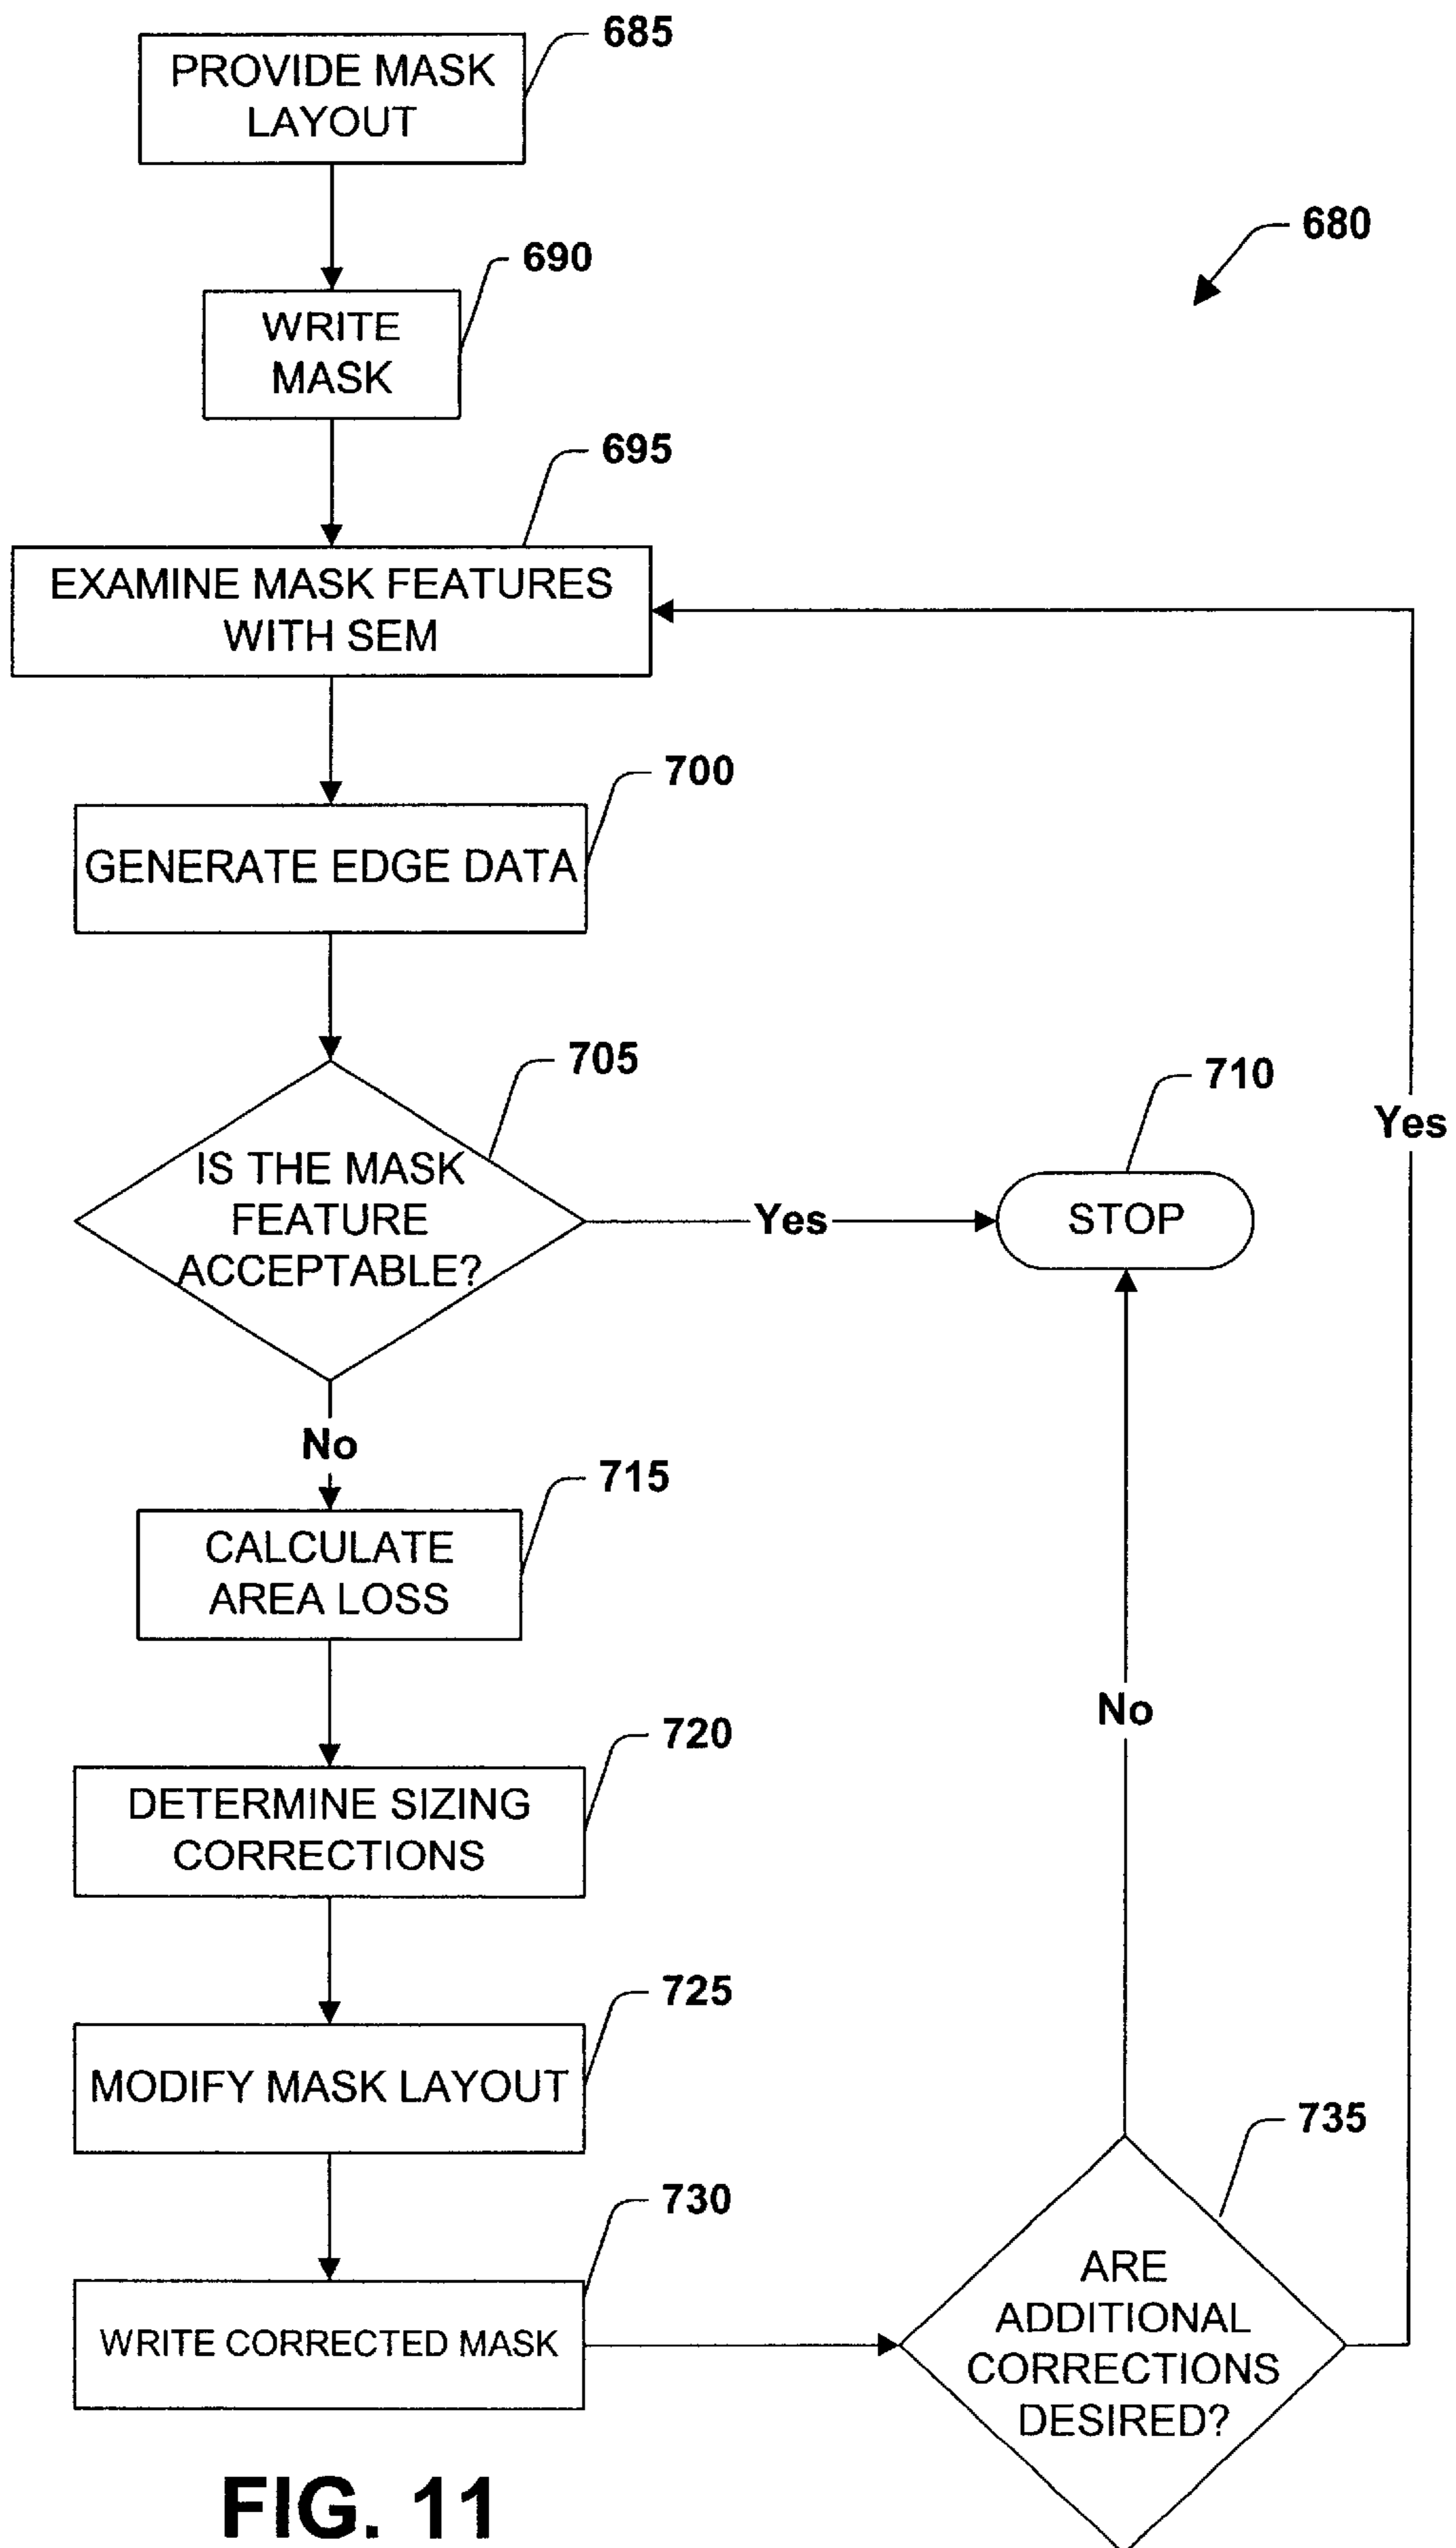 685
PROVIDE MASK
LAYOUT
680
690
WRITE
MASK
695
EXAMINE MASK FEATURES
WITH SEM
700
GENERATE EDGE DATA
705
IS THE MASK
FEATURE
ACCEPTABLE?
Yes
710
STOP
Yes
No
715
CALCULATE
AREA LOSS
720
DETERMINE SIZING
CORRECTIONS
No
725
MODIFY MASK LAYOUT
730
WRITE CORRECTED MASK
735
ARE
ADDITIONAL
CORRECTIONS
DESIRED?
FIG. 11